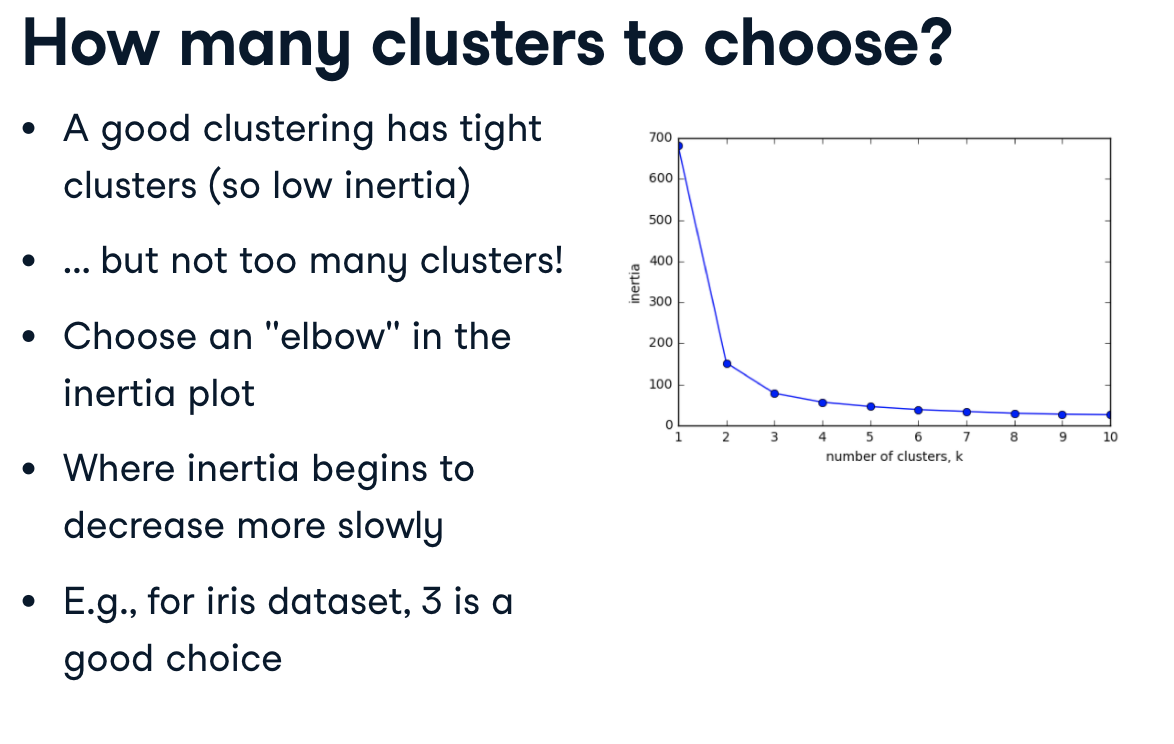 How many clusters to choose?
• A good clustering has tight
clusters (so low inertia)
• ... but not too many clusters!
• Choose an "elbow" in the
inertia plot
• Where inertia begins to
decrease more slowly
• E.g., for iris dataset, 3 is a
good choice
700
600
500
400
300
200
100
0
inertia
1 2 3 4 5 6 7 8 9 10
number of clusters, k